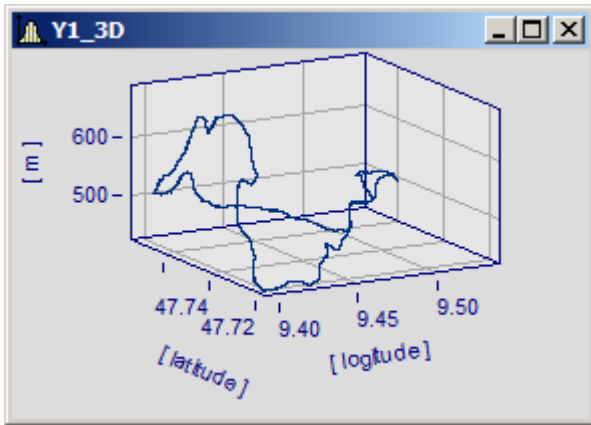 Y1_3D
600
[ m ]
500
47.74
47.72
9.40
9.45
9.50
[ latitude ]
[ logitude ]